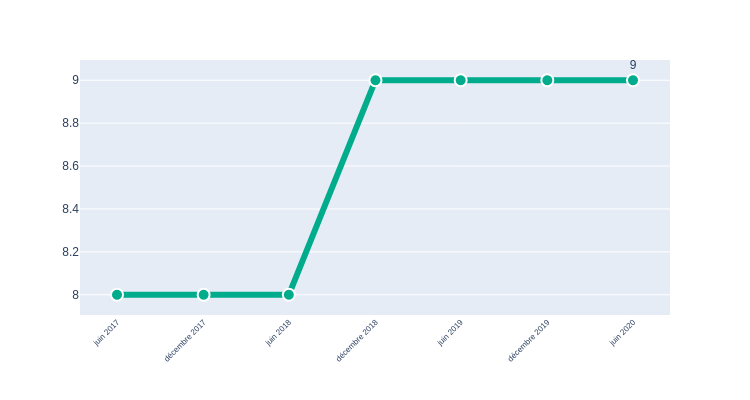 9
9
8.8
8.6
8.4
8.2
8
juin 2017
décembre 2017
juin 2018
décembre 2018
juin 2019
décembre 2019
juin 2020